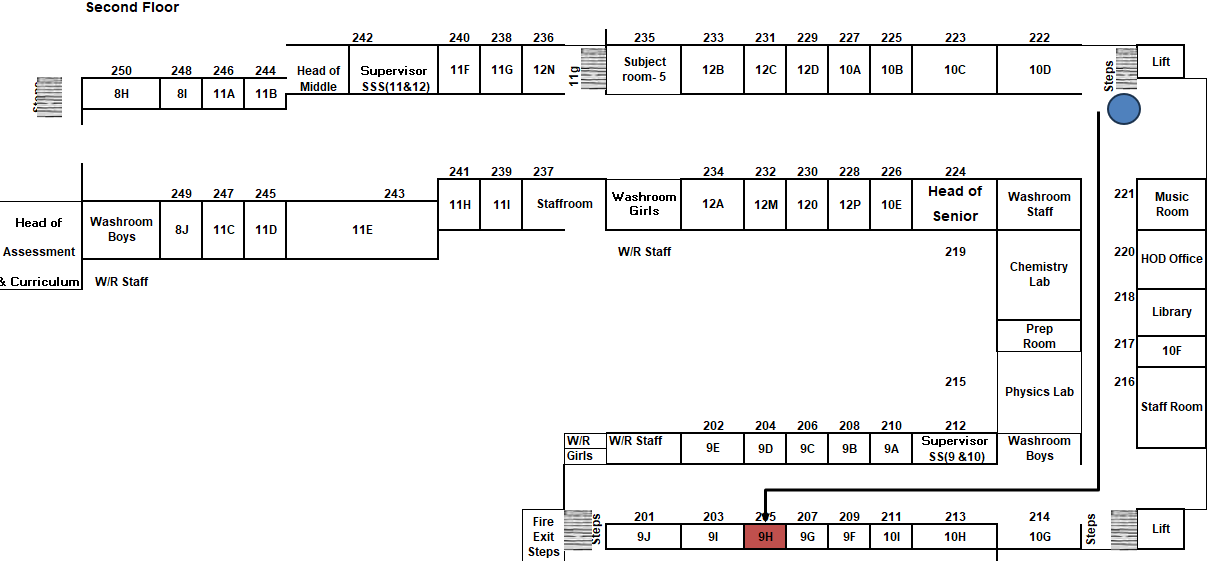 Second Floor
242 240 238 236 235 233 231 229 227 225 223 222
250 248 246 244
Head of
Middle
Supervisor
SSS(11&12)
11F 11G 12N
11g
Subject
room- 5
12B 12C 12D 10A 10B 10C 10D
Steps
Lift
8H 8I 11A 11B
241 239 237 234 232 230 228 226 224
249 247 245 243
221
Head of
Assessment
& Curriculum
Washroom
Boys
8J 11C 11D 11E
11H 11I Staffroom
Washroom
Girls
12A 12M 120 12P 10E
Head of
Senior
Washroom
Staff
Music
Room
W/R Staff
W/R Staff
219
Chemistry
Lab
220
HOD Office
218
Library
Prep
Room
217
10F
215
Physics Lab
216
Staff Room
202 204 206 208 210 212
W/R
Girls
W/R Staff
9E 9D 9C 9B 9A
Supervisor
SS(9 &10)
Washroom
Boys
201 203 205 207 209 211 213 214
Fire
Exit
Steps
Steps
9J 9I 9H 9G 9F 10I 10H 10G
Steps
Lift